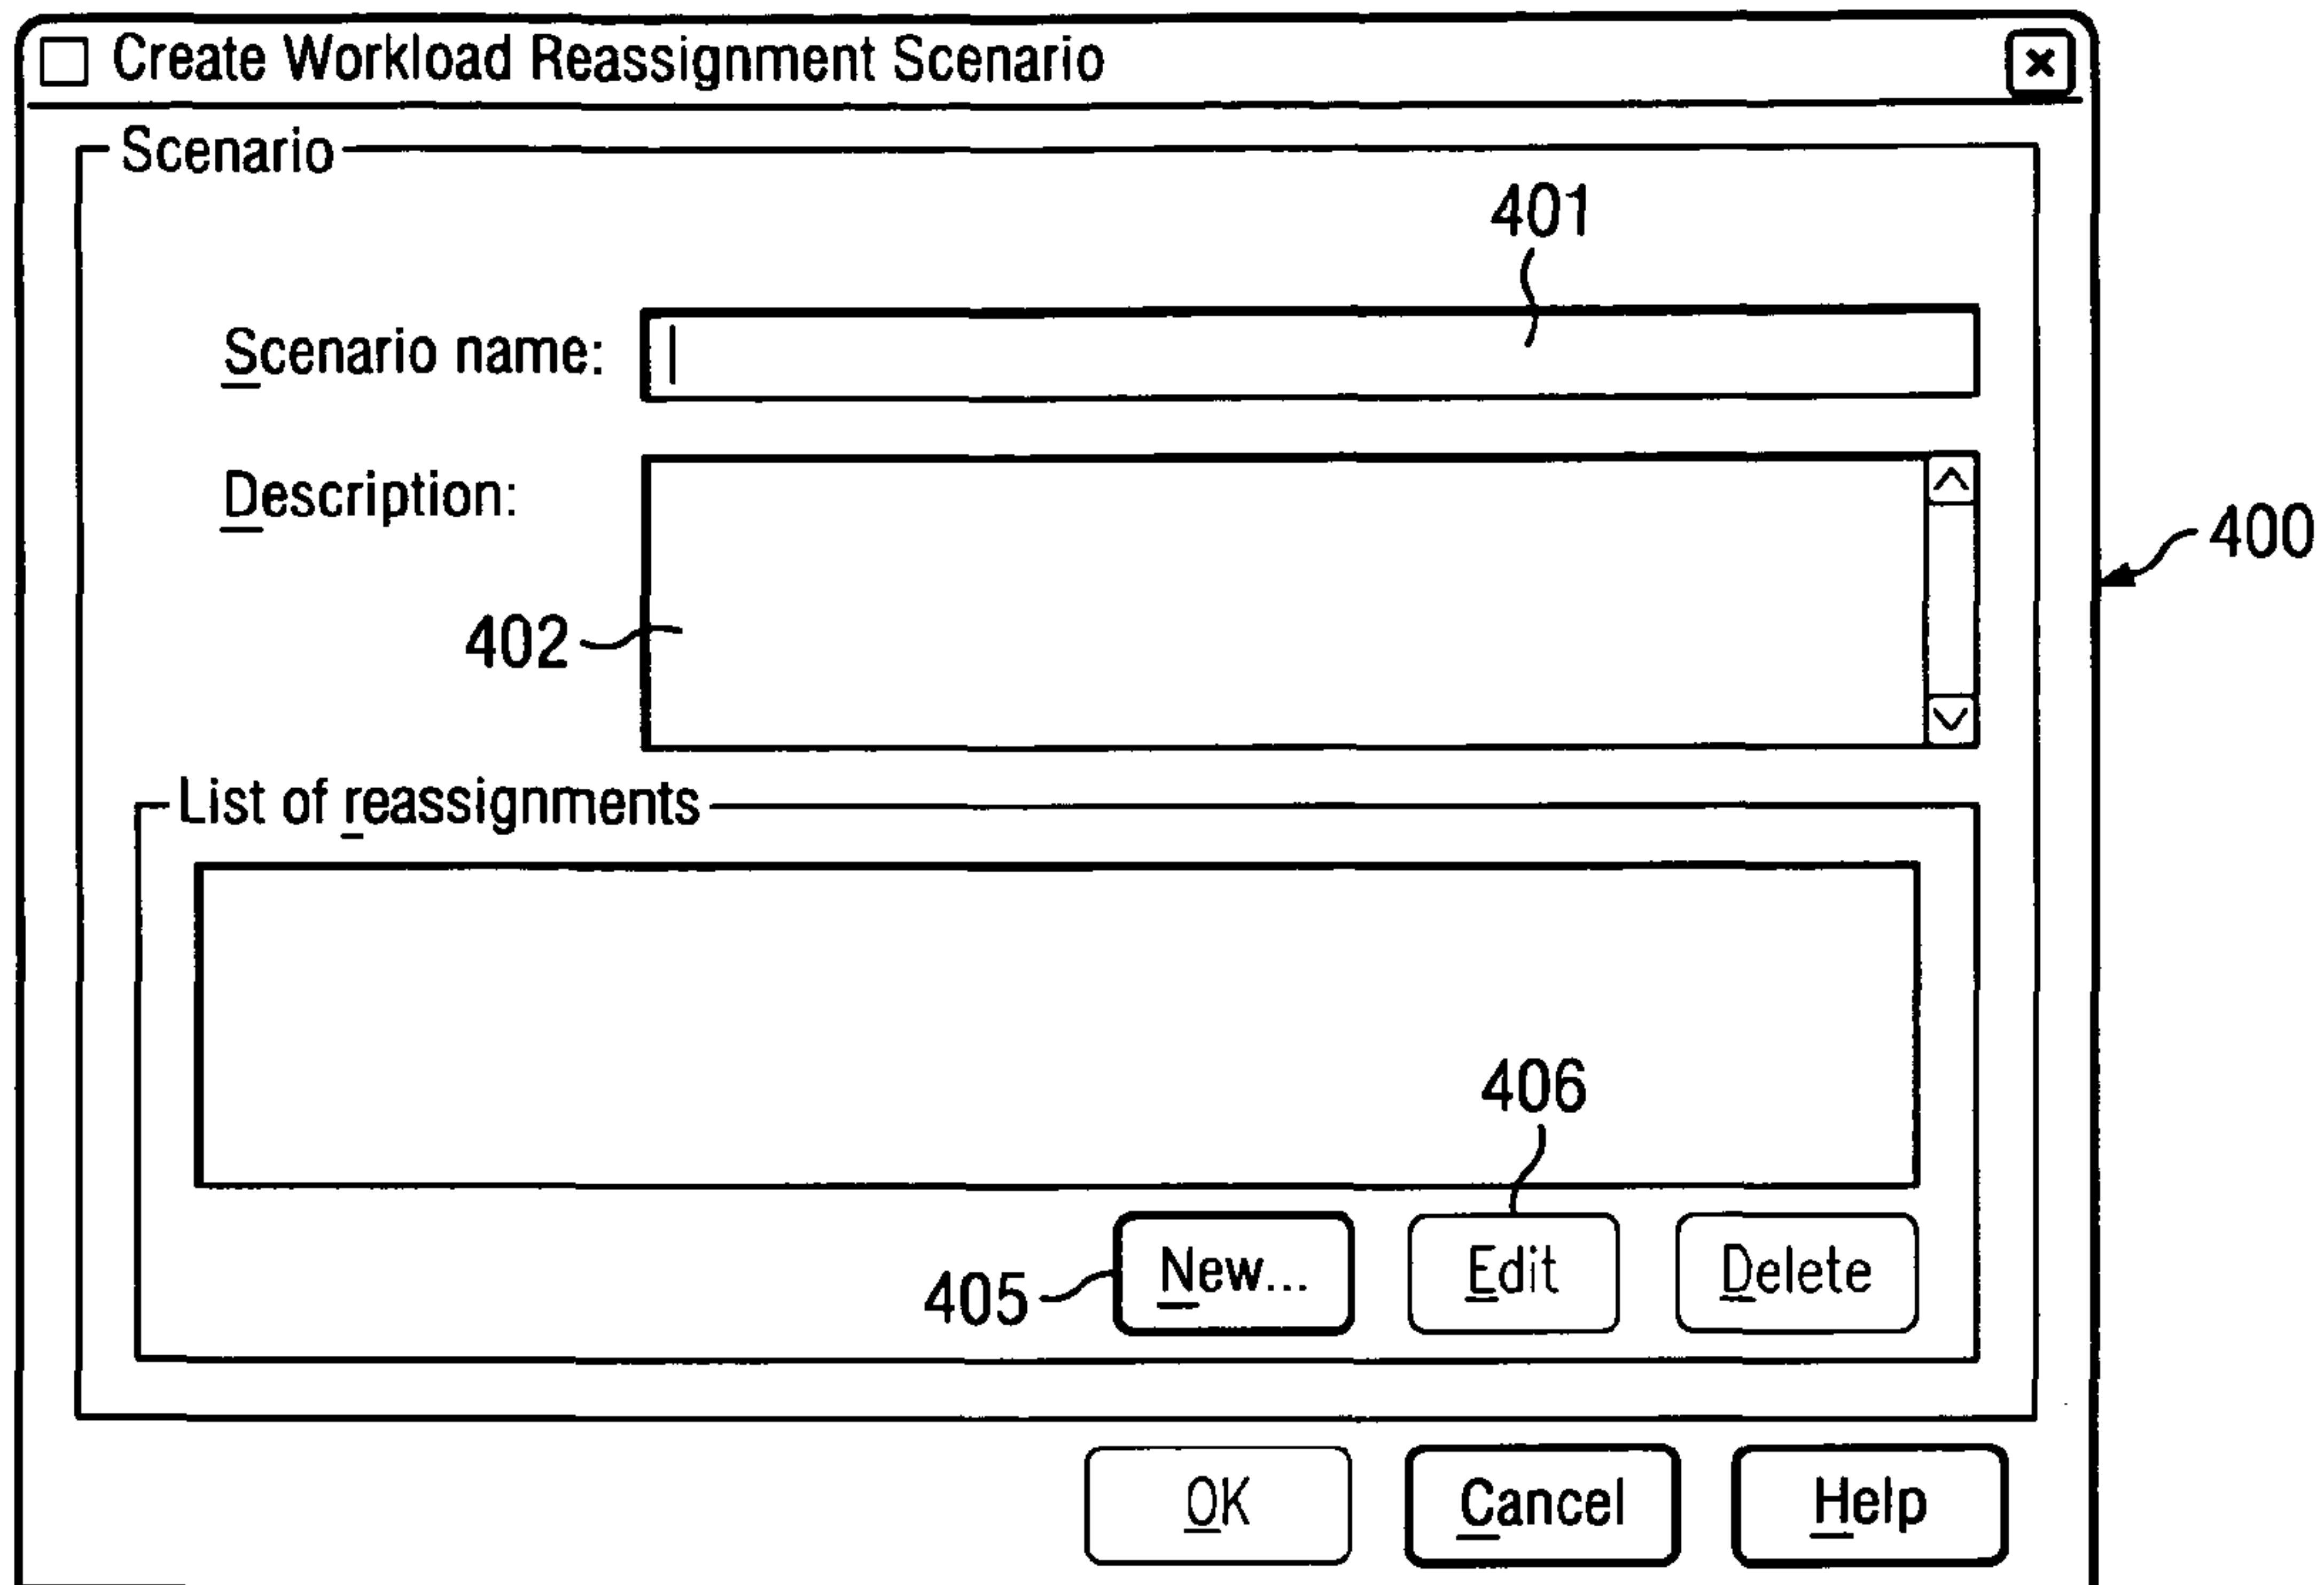 Create Workload Reassignment Scenario
Scenario
401
Scenario name:
Description:
400
402
List of reassignments
406
405
New...
Edit
Delete
OK
Cancel
Help